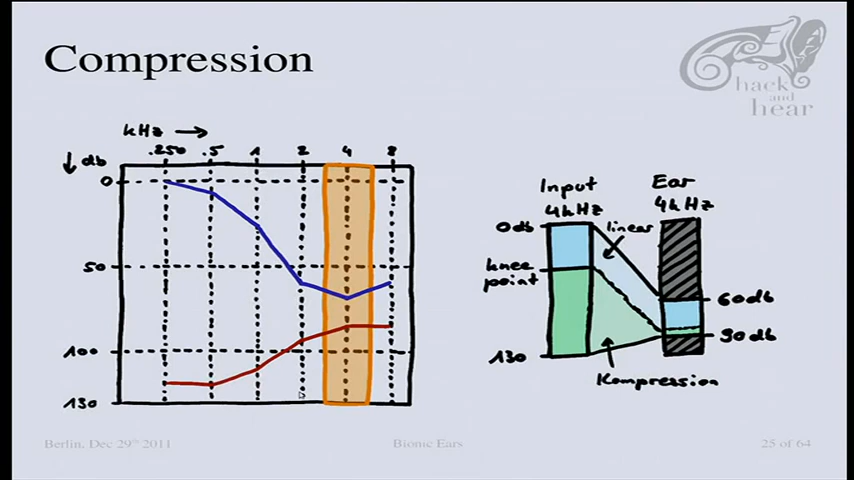 Compression
hack
and
hear
kHz →
.250 .5 1 2 4 8
↓ db
0
50
100
130
Input
4kHz
Ear
4kHz
0db
linear
knee
point
60db
90db
130
Kompression
Berlin, Dec 29th 2011
Bionic Ears
25 of 64